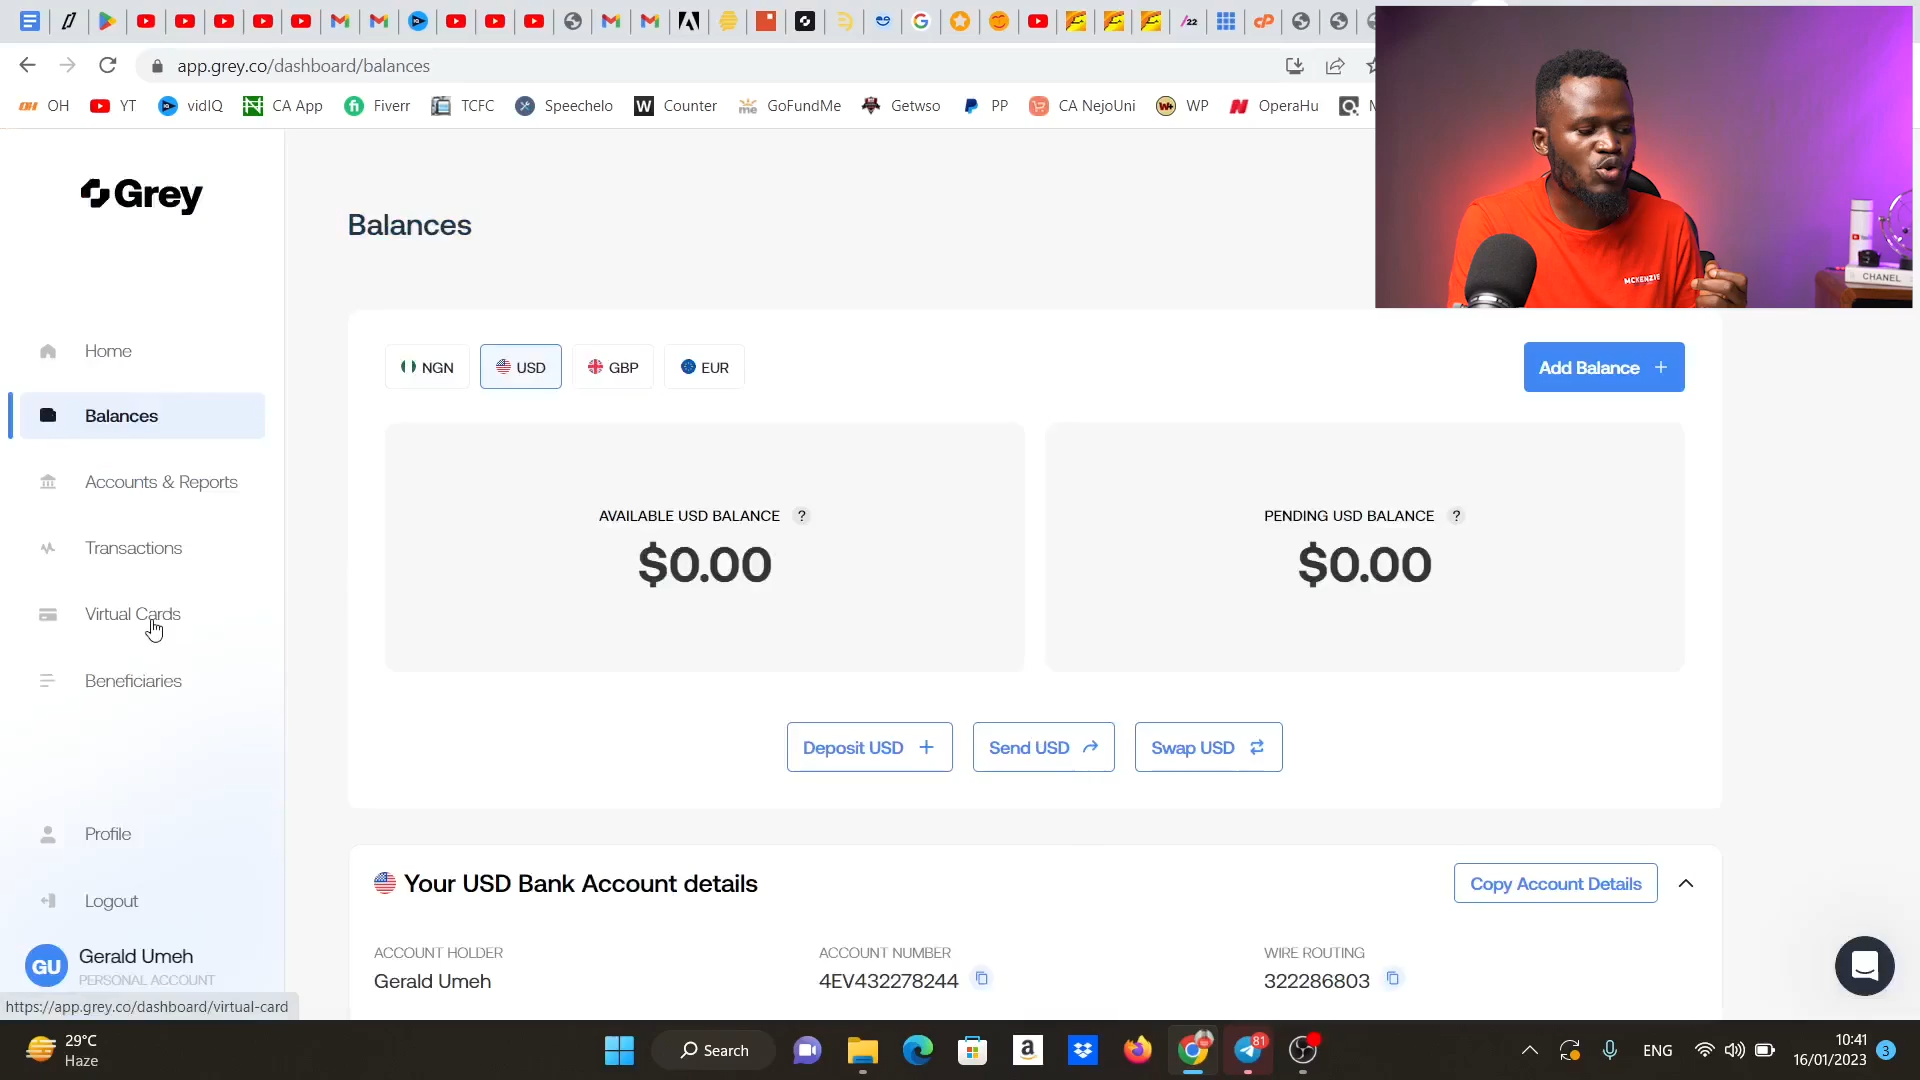 /22
app.grey.co/dashboard/balances
OH YT vidIQ CA App Fiverr TCFC Speechelo Counter GoFundMe Getwso PP CA NejoUni WP OperaHu
Grey
Balances
MCKENZIE
CHANEL
Home
Balances
Accounts & Reports
Transactions
Virtual Cards
Beneficiaries
Profile
Logout
GU
Gerald Umeh
PERSONAL ACCOUNT
NGN USD GBP EUR
Add Balance +
AVAILABLE USD BALANCE ?
$0.00
PENDING USD BALANCE ?
$0.00
Deposit USD + Send USD Swap USD
Your USD Bank Account details
Copy Account Details
ACCOUNT HOLDER
Gerald Umeh
ACCOUNT NUMBER
4EV432278244
WIRE ROUTING
322286803
https://app.grey.co/dashboard/virtual-card
29°C
Haze
Search
81
ENG
10:41
16/01/2023
3